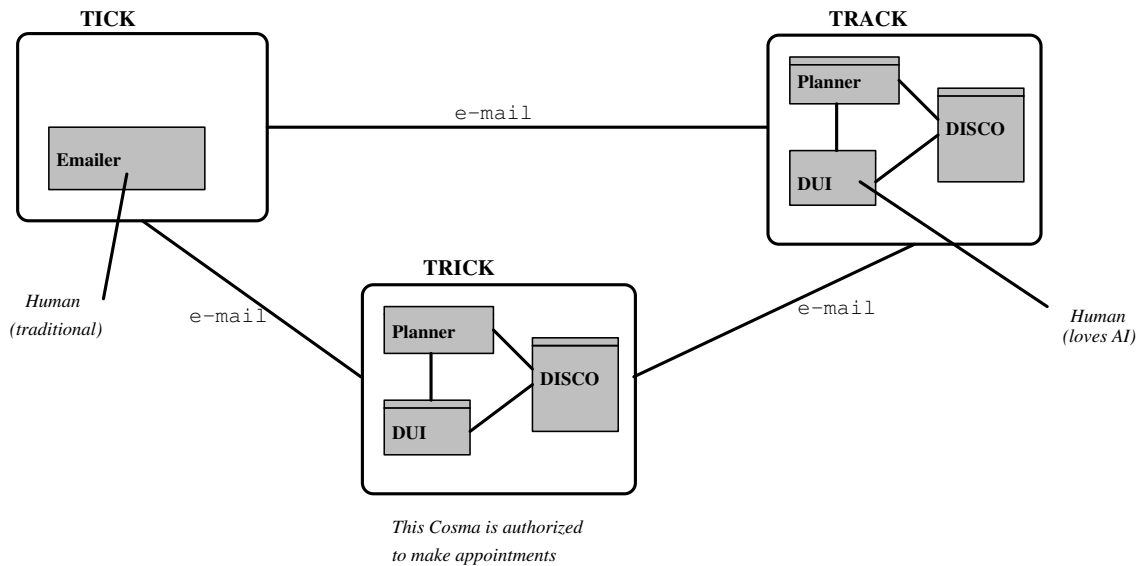 TICK
TRACK
Planner
e-mail
DISCO
Emailer
DUI
TRICK
Human
(traditional)
e-mail
e-mail
Human
(loves AI)
Planner
DISCO
DUI
This Cosma is authorized
to make appointments